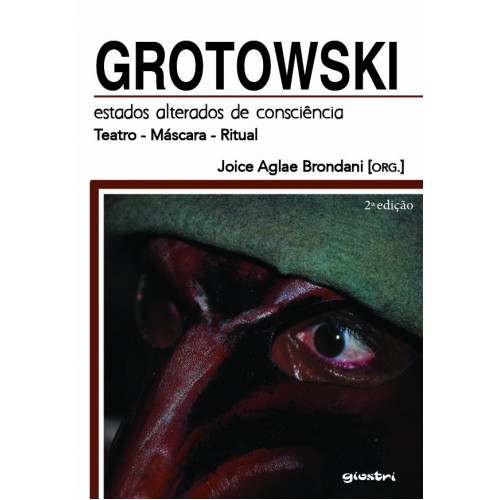 GROTOWSKI
estados alterados de consciência
Teatro - Máscara - Ritual
Joice Aglae Brondani [ORG.]
2ª edição
giostri